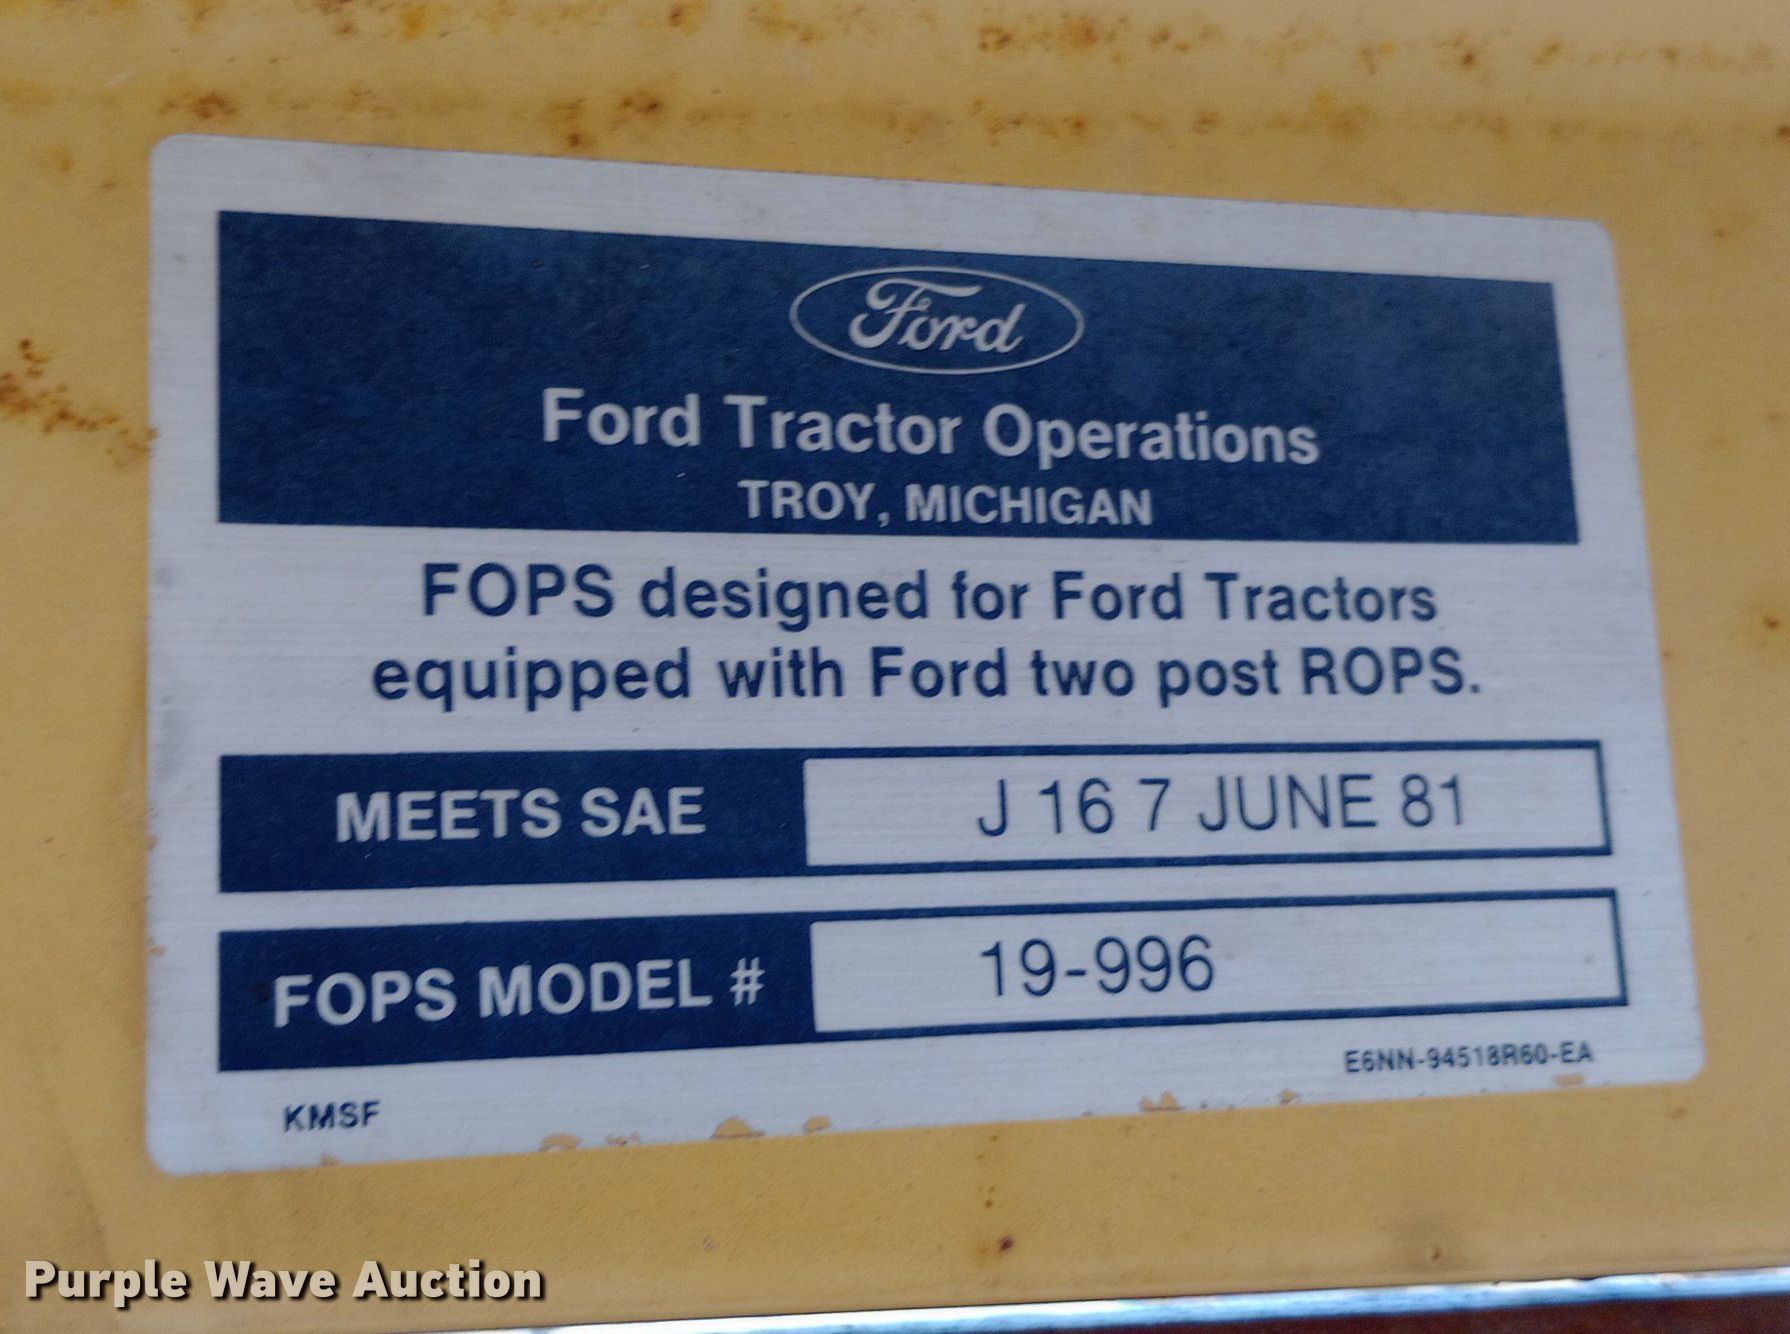 Ford
Ford Tractor Operations
TROY, MICHIGAN
FOPS designed for Ford Tractors
equipped with Ford two post ROPS.
MEETS SAE J 16 7 JUNE 81
FOPS MODEL # 19-996
E6NN-94518R60-EA
KMSF
Purple Wave Auction